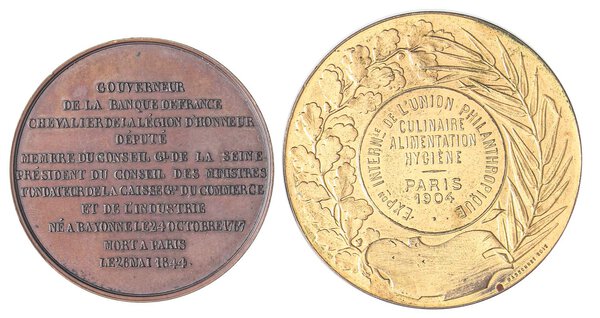 GOUVERNEUR
DE LA BANQUE DE FRANCE
CHEVALIER DE LA LÉGION D'HONNEUR
DÉPUTÉ
MEMBRE DU CONSEIL GAL DE LA SEINE
PRÉSIDENT DU CONSEIL DES MINISTRES
FONDATEUR DE LA CAISSE GLE DU COMMERCE
ET DE L'INDUSTRIE
NÉ A BAYONNE LE 24 OCTOBRE 1767
MORT A PARIS
LE 26 MAI 1844
EXPON INTERNLE DE L'UNION PHILANTHROPIQUE
CULINAIRE
ALIMENTATION
HYGIÈNE
PARIS
1904